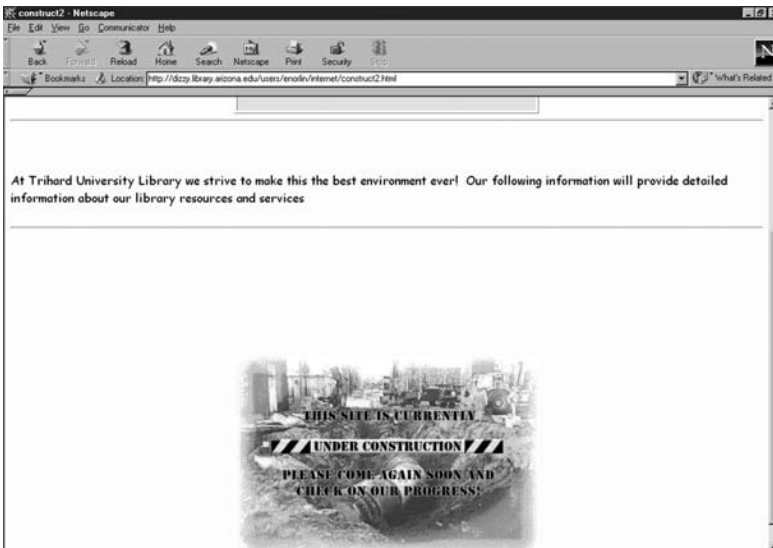 construct2 - Netscape
File Edit View Go Communicator Help
Back Forward Reload Home Search Netscape Print Security Stop
Bookmarks Location: http://dizzy.library.arizona.edu/users/enorlin/internet/construct2.html What's Related
N
At Trihard University Library we strive to make this the best environment ever! Our following information will provide detailed
information about our library resources and services
THIS SITE IS CURRENTLY
UNDER CONSTRUCTION
PLEASE COME AGAIN SOON AND
CHECK ON OUR PROGRESS!